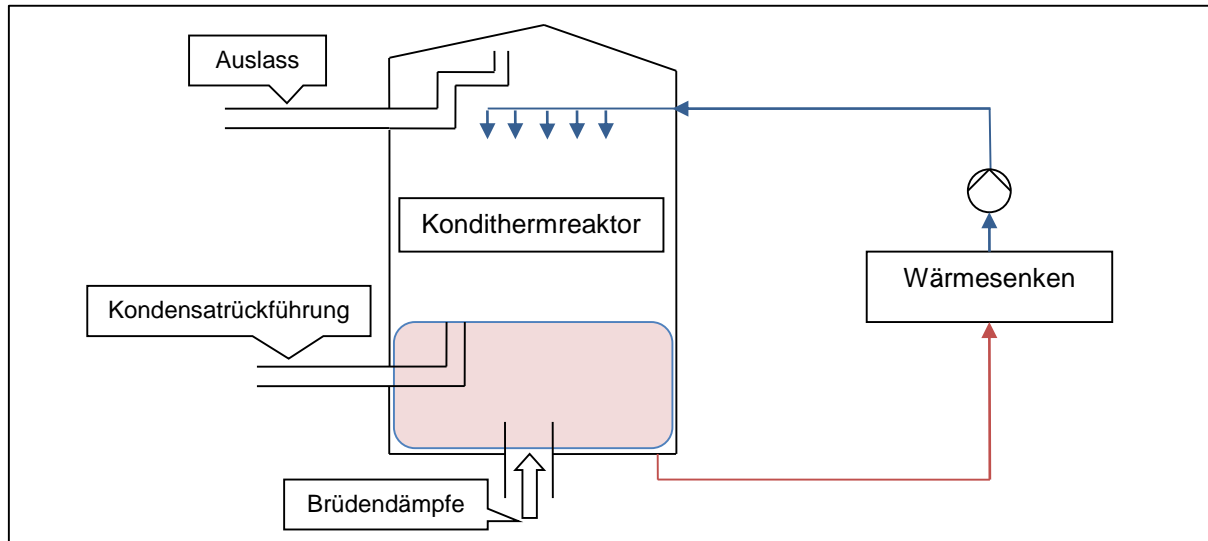 Auslass
Kondithermreaktor
Wärmesenken
Kondensatrückführung
Brüdendämpfe